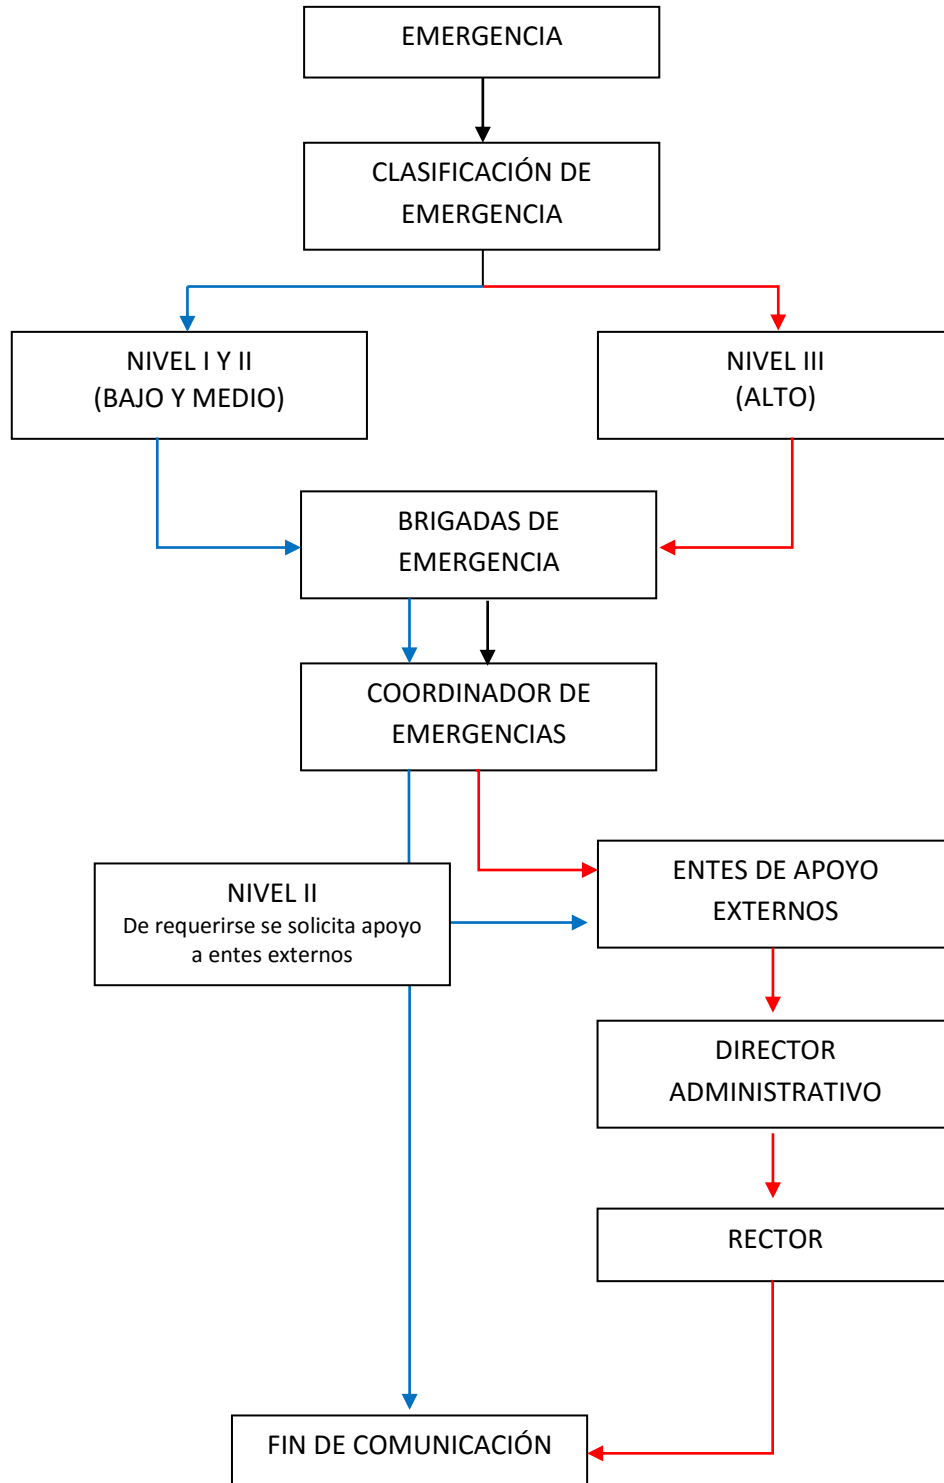 EMERGENCIA
CLASIFICACIÓN DE
EMERGENCIA
NIVEL I Y II
(BAJO Y MEDIO)
NIVEL III
(ALTO)
BRIGADAS DE
EMERGENCIA
COORDINADOR DE
EMERGENCIAS
NIVEL II
De requerirse se solicita apoyo
a entes externos
ENTES DE APOYO
EXTERNOS
DIRECTOR
ADMINISTRATIVO
RECTOR
FIN DE COMUNICACIÓN